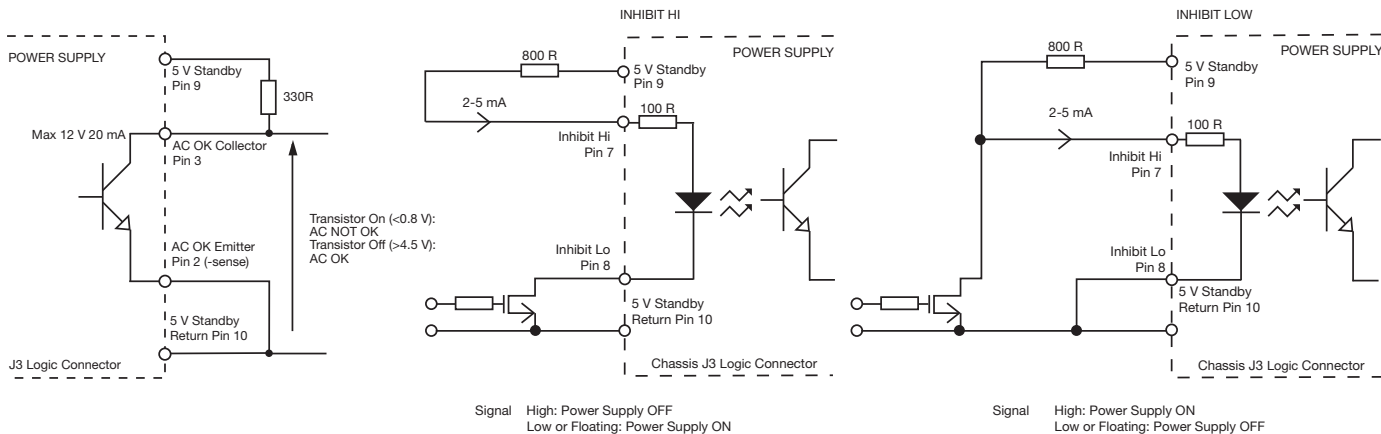 POWER SUPPLY
5 V Standby
Pin 9
330R
Max 12 V 20 mA
AC OK Collector
Pin 3
Transistor On (<0.8 V):
AC NOT OK
Transistor Off (>4.5 V):
AC OK
AC OK Emitter
Pin 2 (-sense)
5 V Standby
Return Pin 10
J3 Logic Connector
INHIBIT HI
POWER SUPPLY
800 R
5 V Standby
Pin 9
2-5 mA
100 R
Inhibit Hi
Pin 7
Inhibit Lo
Pin 8
5 V Standby
Return Pin 10
Chassis J3 Logic Connector
Signal High: Power Supply OFF
Low or Floating: Power Supply ON
INHIBIT LOW
POWER SUPPLY
800 R
5 V Standby
Pin 9
2-5 mA
100 R
Inhibit Hi
Pin 7
Inhibit Lo
Pin 8
5 V Standby
Return Pin 10
Chassis J3 Logic Connector
Signal High: Power Supply ON
Low or Floating: Power Supply OFF